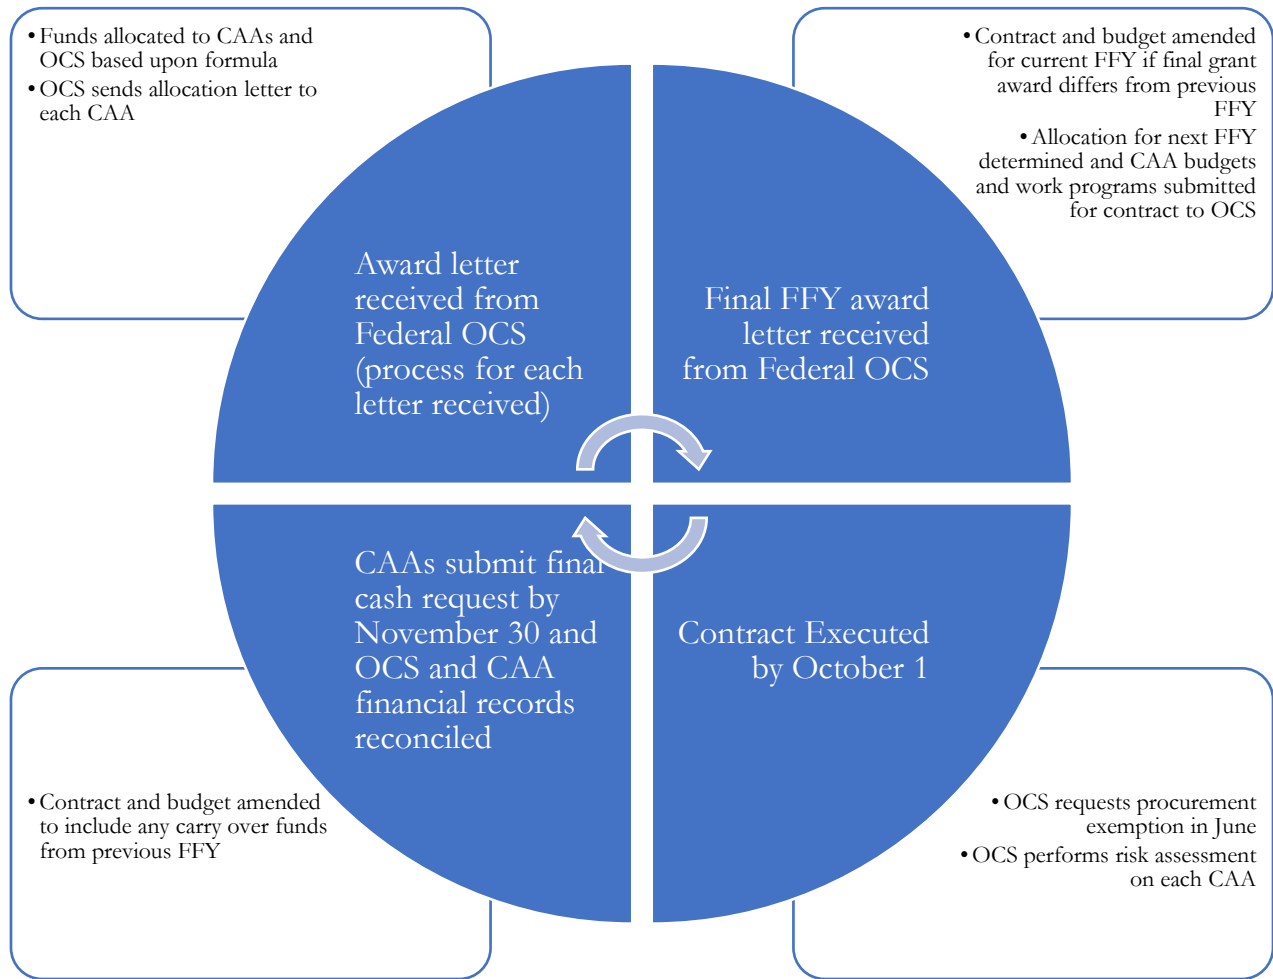 • Funds allocated to CAAs and
OCS based upon formula
• OCS sends allocation letter to
each CAA
• Contract and budget amended
for current FFY if final grant
award differs from previous
FFY
• Allocation for next FFY
determined and CAA budgets
and work programs submitted
for contract to OCS
Award letter
received from
Federal OCS
(process for each
letter received)
Final FFY award
letter received
from Federal OCS
CAAs submit final
cash request by
November 30 and
OCS and CAA
financial records
reconciled
Contract Executed
by October 1
• Contract and budget amended
to include any carry over funds
from previous FFY
• OCS requests procurement
exemption in June
• OCS performs risk assessment
on each CAA